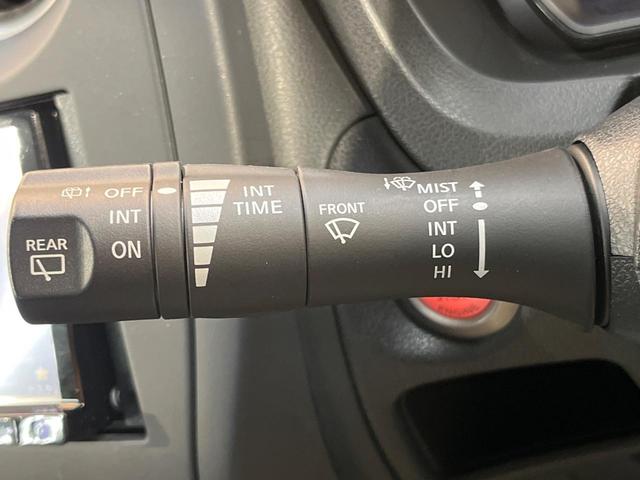 OFF
INT
ON
REAR
INT
TIME
FRONT
MIST
OFF
INT
LO
HI